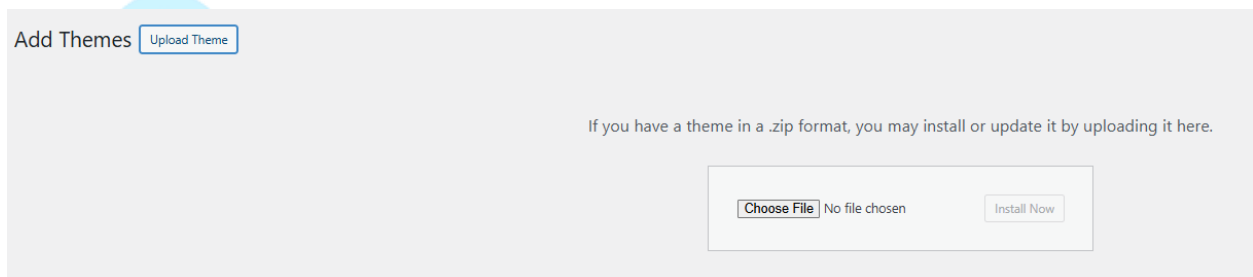 Add Themes Upload Theme
If you have a theme in a .zip format, you may install or update it by uploading it here.
Choose File No file chosen Install Now